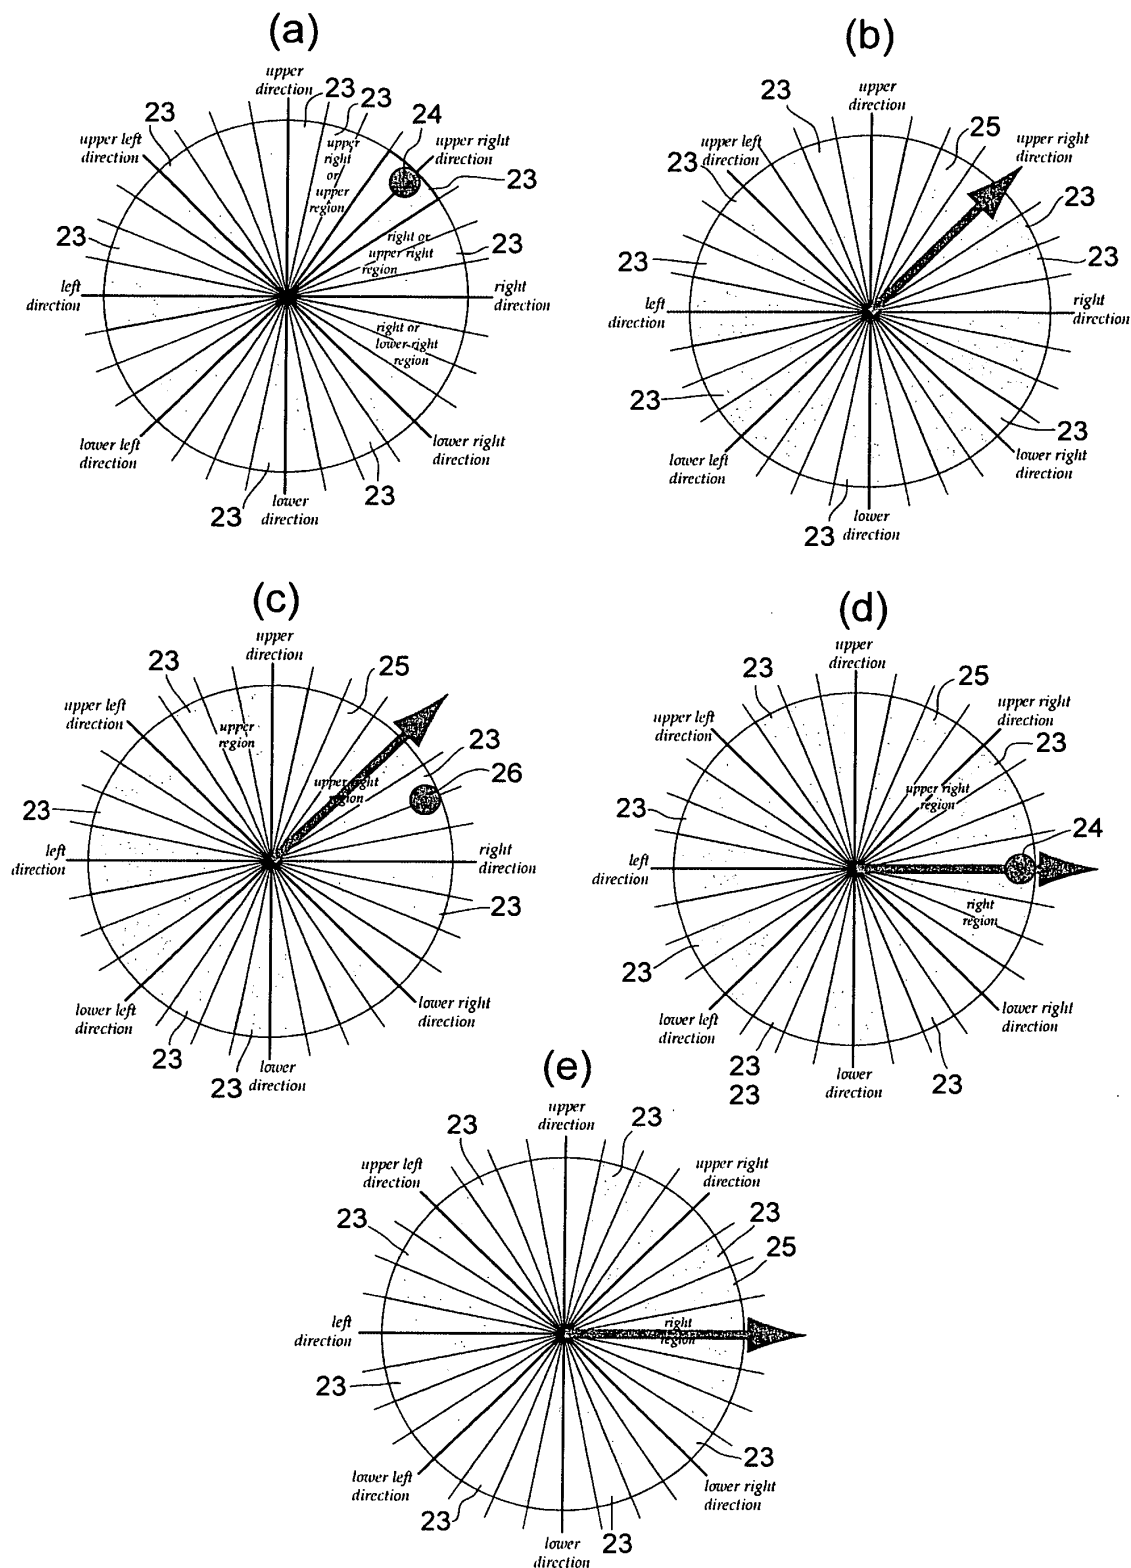 (a)
upper
direction
23
23
23
24
upper left
direction
upper
right
or
upper
region
upper right
direction
23
23
right or
upper right
region
23
left
direction
right
direction
right or
lower right
region
lower left
direction
lower right
direction
23
lower
direction
23
(b)
upper
direction
23
25
upper left
direction
upper right
direction
23
23
23
23
left
direction
right
direction
23
23
lower left
direction
lower right
direction
23
lower
direction
(c)
upper
direction
23
25
upper left
direction
upper
region
23
26
upper right
region
23
left
direction
right
direction
23
lower left
direction
lower right
direction
23
23
lower
direction
(d)
upper
direction
23
25
upper left
direction
upper right
direction
23
upper right
region
23
24
left
direction
right
region
23
lower left
direction
lower right
direction
23
23
lower
direction
23
(e)
upper
direction
23
23
upper left
direction
upper right
direction
23
23
25
left
direction
right
region
23
23
lower left
direction
lower right
direction
23
lower
direction
23